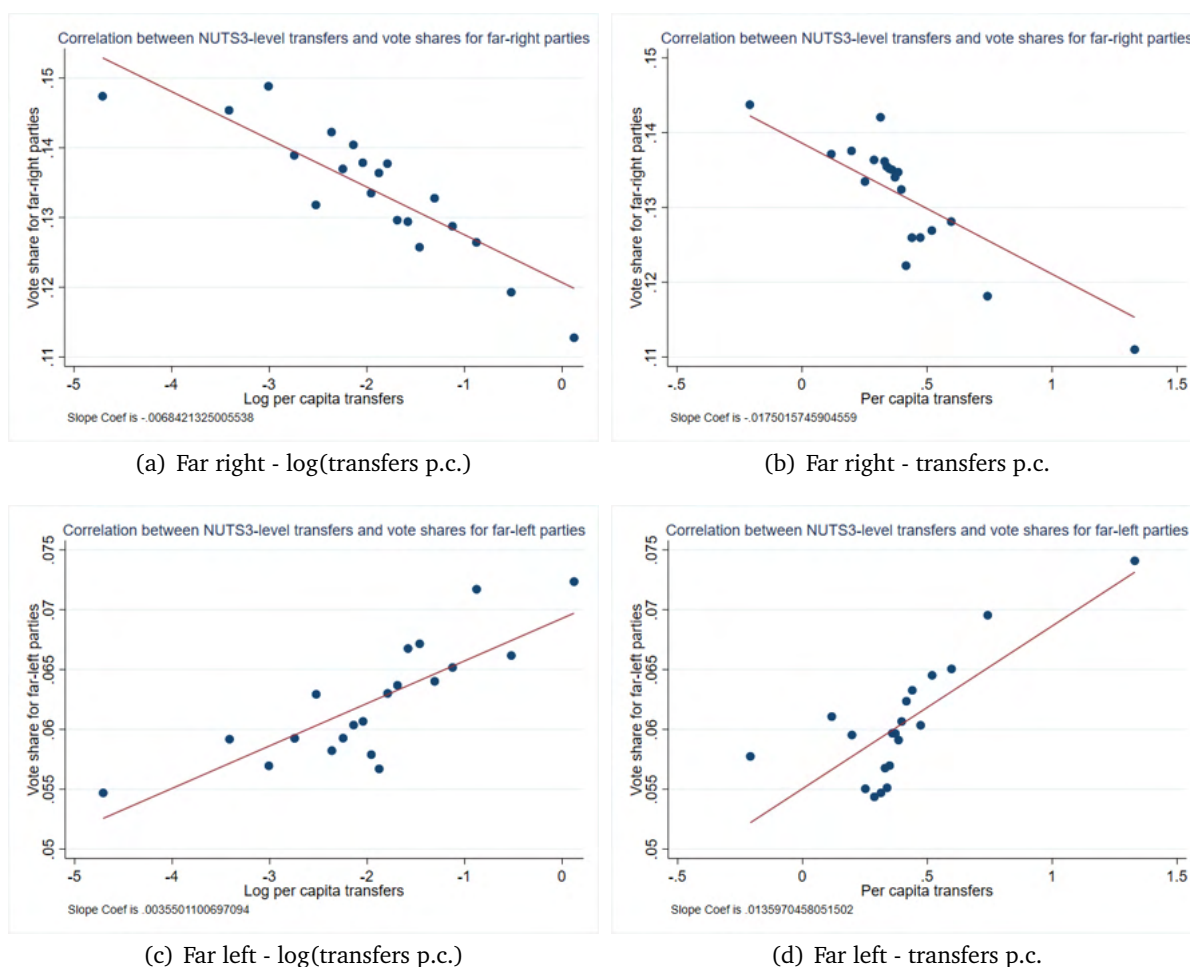 Correlation between NUTS3-level transfers and vote shares for far-right parties
Vote share for far-right parties
.15
.14
.13
.12
.11
-5 -4 -3 -2 -1 0
Log per capita transfers
Slope Coef is -.0068421325005538
(a) Far right - log(transfers p.c.)
Correlation between NUTS3-level transfers and vote shares for far-right parties
Vote share for far-right parties
.15
.14
.13
.12
.11
-.5 0 .5 1 1.5
Per capita transfers
Slope Coef is -.0175015745904559
(b) Far right - transfers p.c.
Correlation between NUTS3-level transfers and vote shares for far-left parties
Vote share for far-left parties
.075
.07
.065
.06
.055
.05
-5 -4 -3 -2 -1 0
Log per capita transfers
Slope Coef is .0035501100697094
(c) Far left - log(transfers p.c.)
Correlation between NUTS3-level transfers and vote shares for far-left parties
Vote share for far-left parties
.075
.07
.065
.06
.055
.05
-.5 0 .5 1 1.5
Per capita transfers
Slope Coef is .0135970458051502
(d) Far left - transfers p.c.